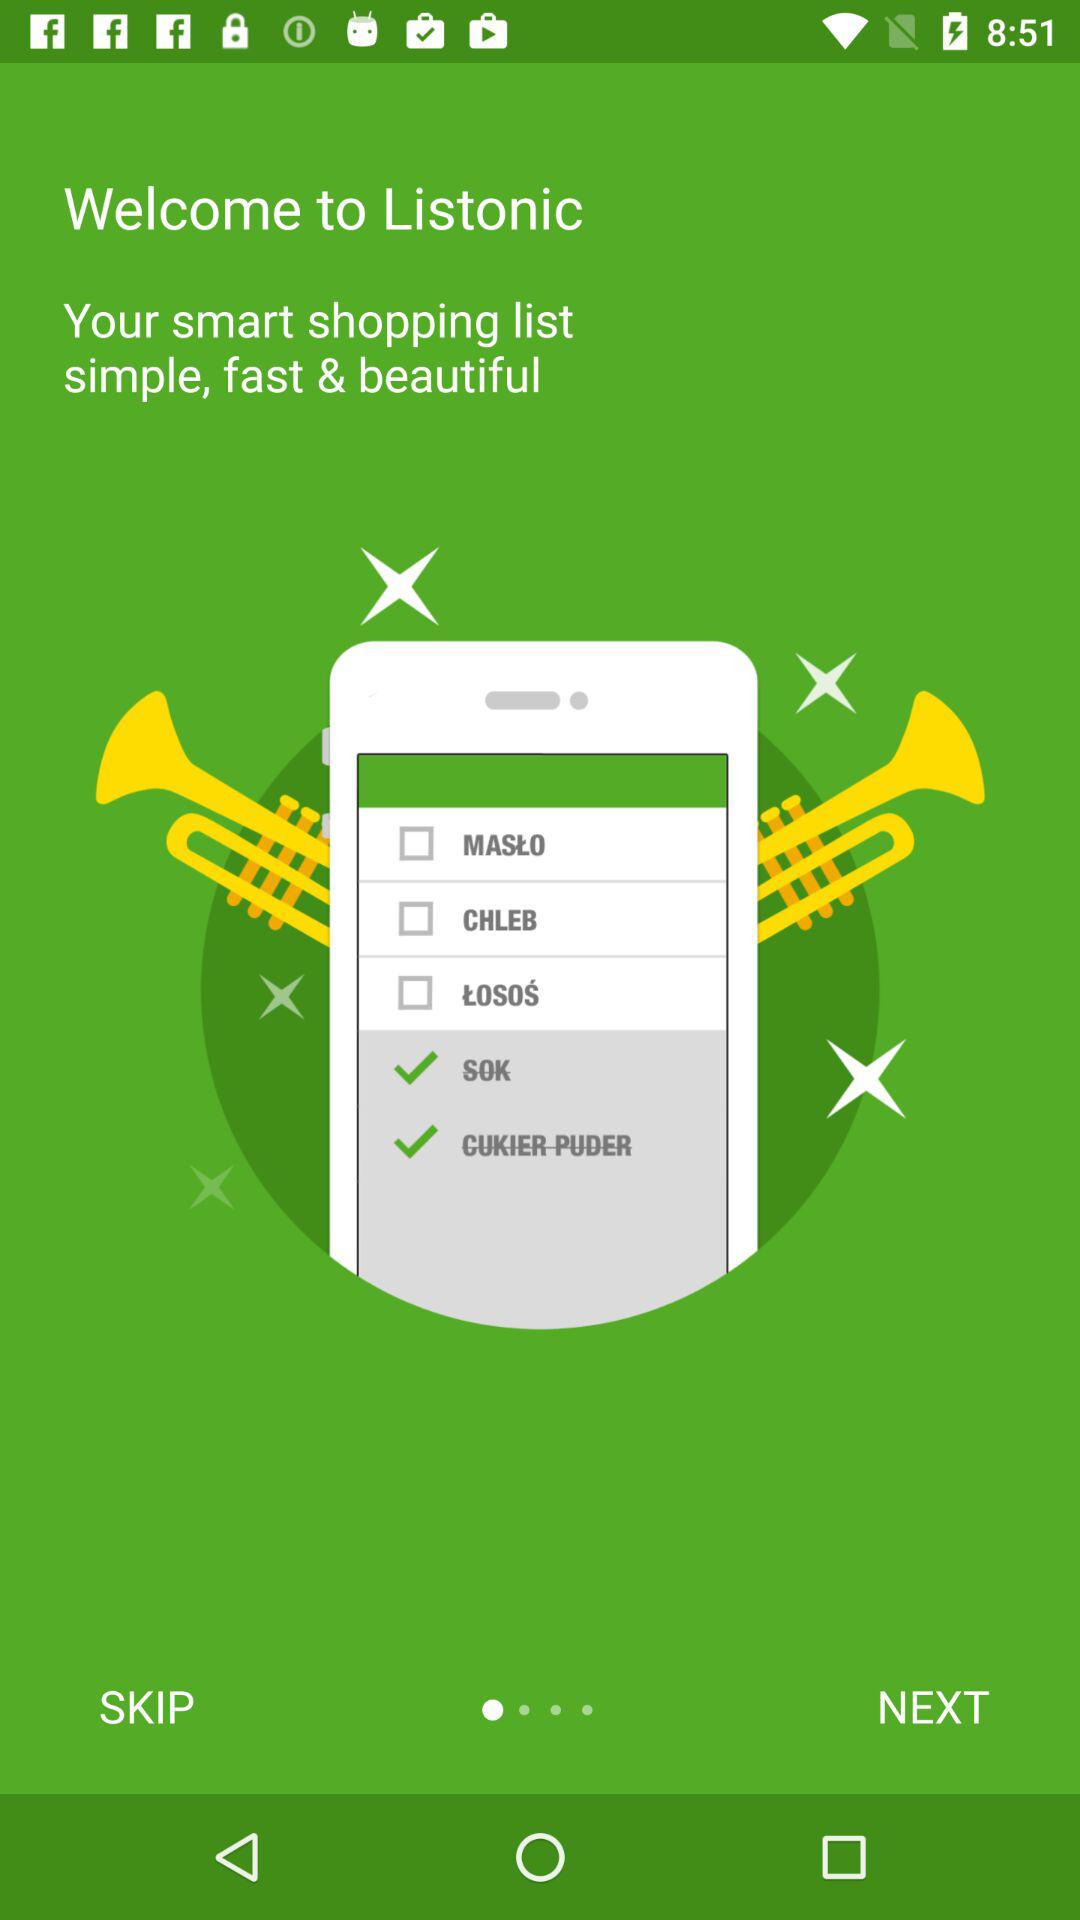 8:51
Welcome to Listonic
Your smart shopping list
simple, fast & beautiful
MASŁO
CHLEB
ŁOSOŚ
SOK
CUKIER PUDER
SKIP
NEXT